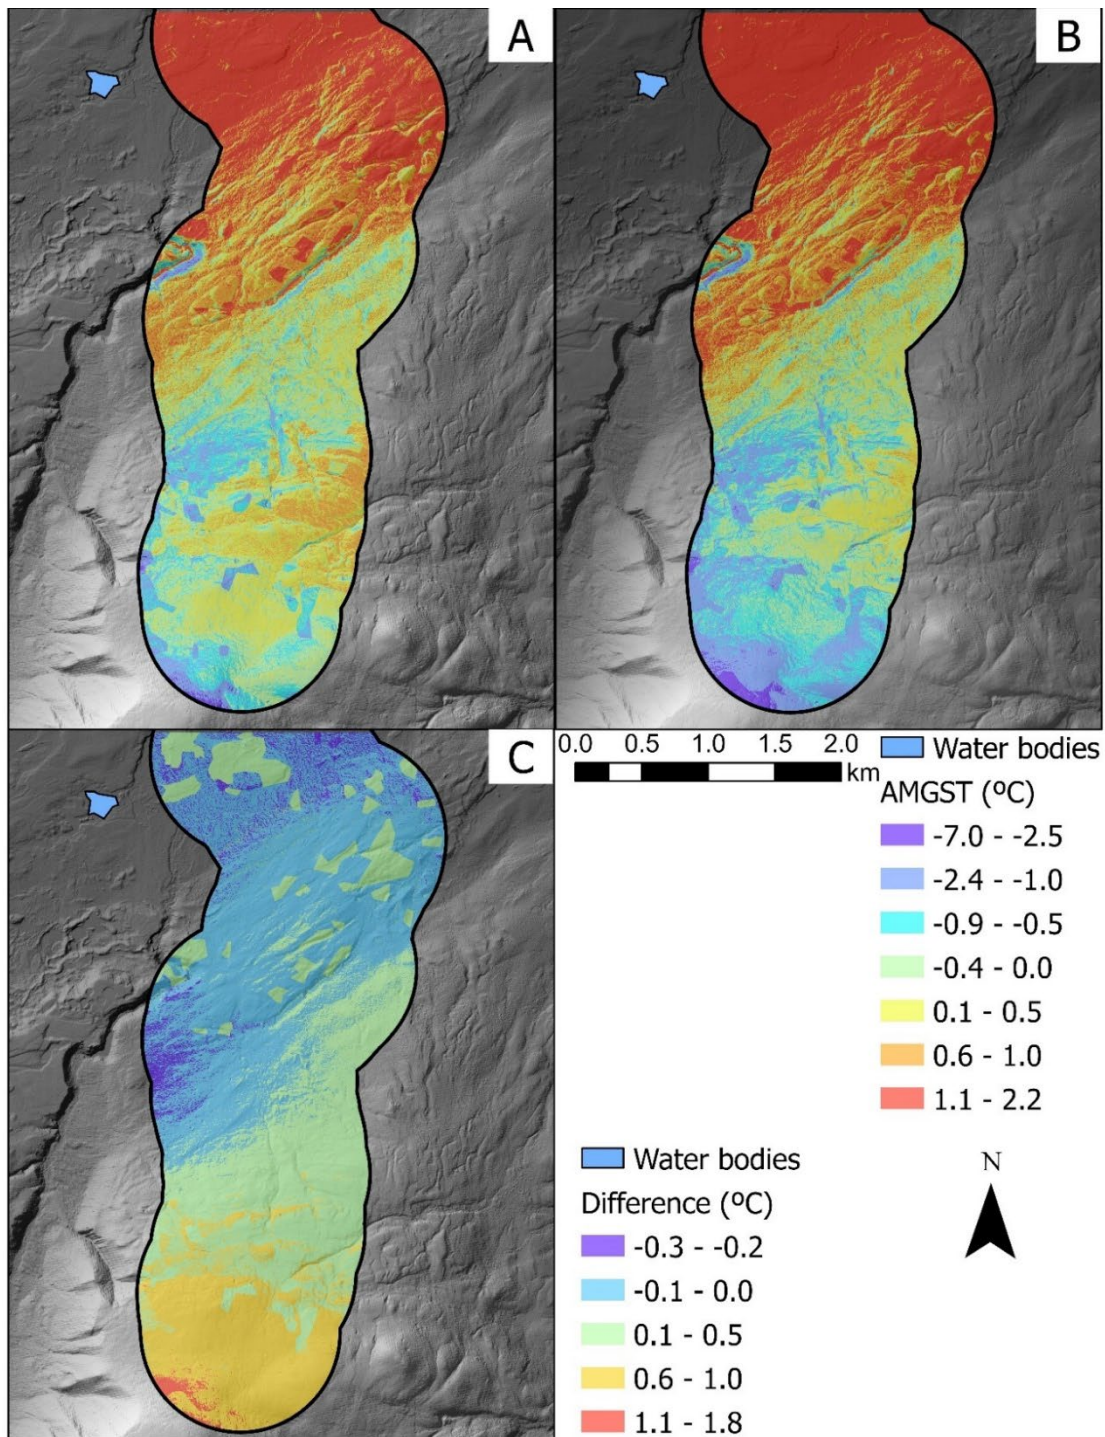 A
B
C
0.0 0.5 1.0 1.5 2.0
km
Water bodies
AMGST (ºC)
-7.0 - -2.5
-2.4 - -1.0
-0.9 - -0.5
-0.4 - 0.0
0.1 - 0.5
0.6 - 1.0
1.1 - 2.2
Water bodies
Difference (ºC)
-0.3 - -0.2
-0.1 - 0.0
0.1 - 0.5
0.6 - 1.0
1.1 - 1.8
N